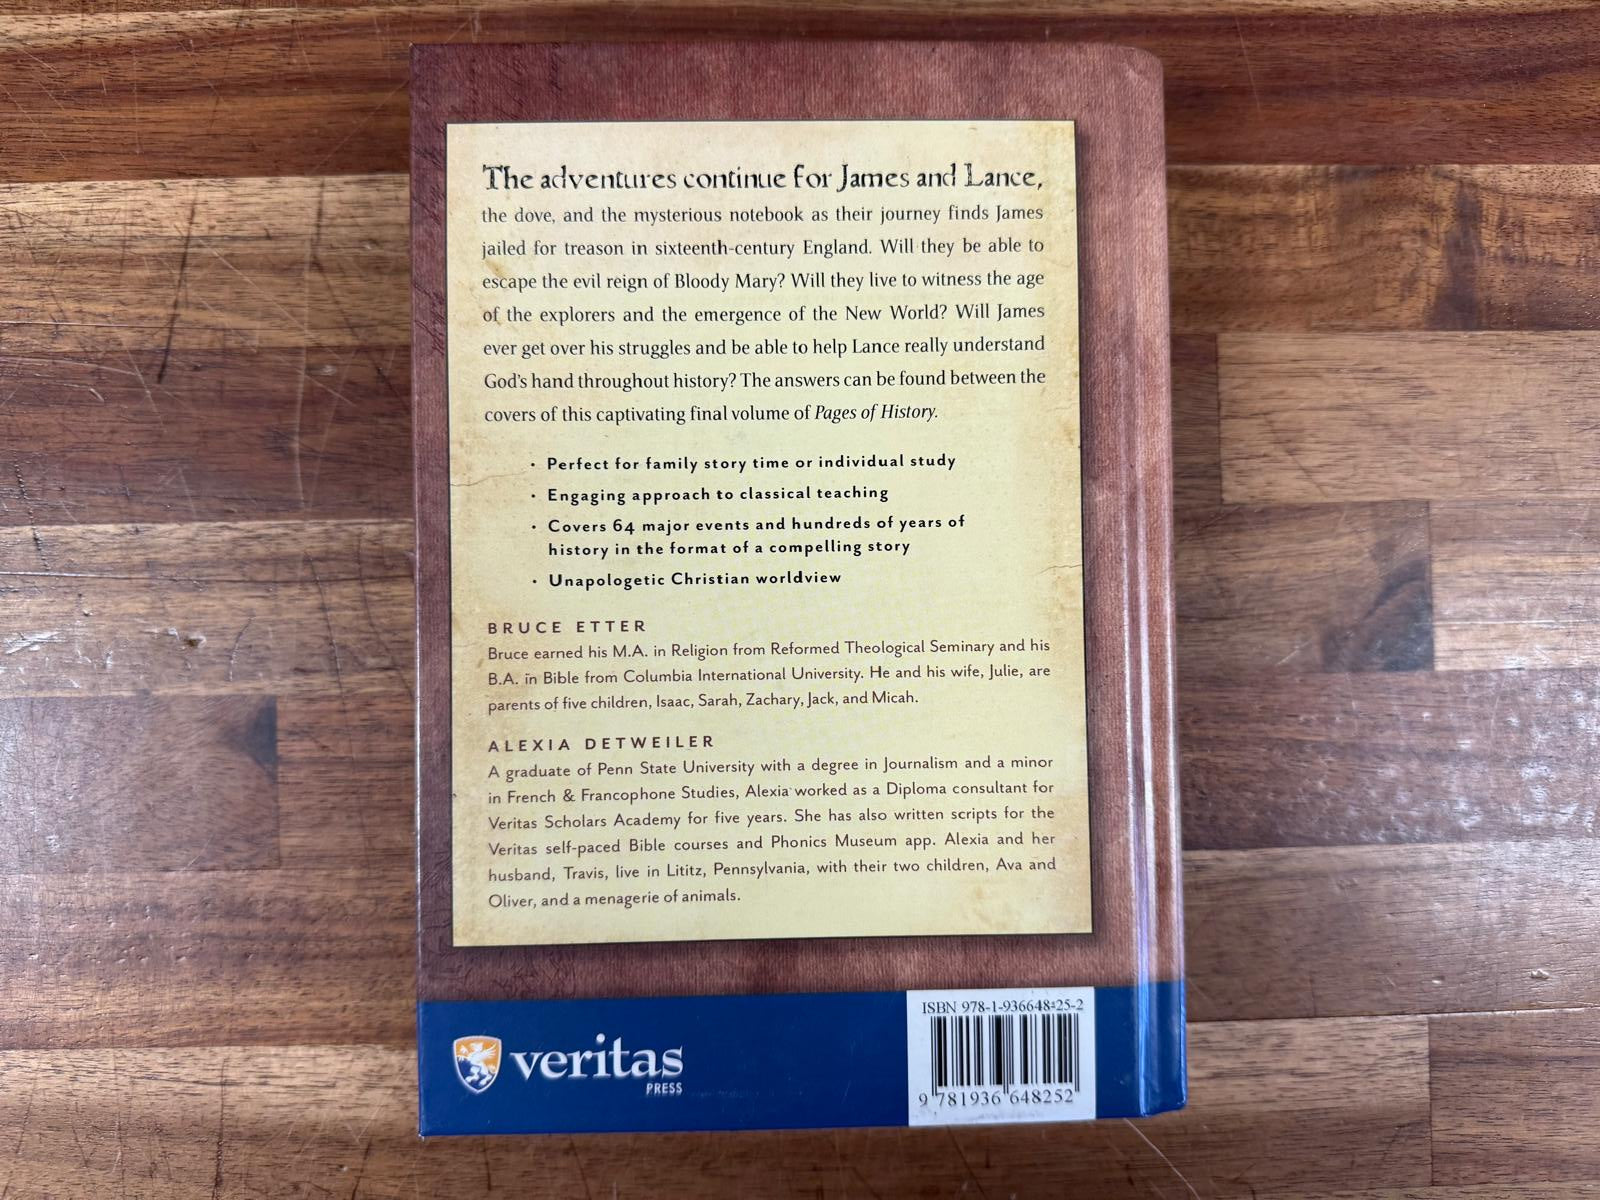 The adventures continue for James and Lance,
the dove, and the mysterious notebook as their journey finds James
jailed for treason in sixteenth-century England. Will they be able to
escape the evil reign of Bloody Mary? Will they live to witness the age
of the explorers and the emergence of the New World? Will James
ever get over his struggles and be able to help Lance really understand
God's hand throughout history? The answers can be found between the
covers of this captivating final volume of Pages of History.
• Perfect for family story time or individual study
• Engaging approach to classical teaching
• Covers 64 major events and hundreds of years of
history in the format of a compelling story
• Unapologetic Christian worldview
BRUCE ETTER
Bruce earned his M.A. in Religion from Reformed Theological Seminary and his
B.A. in Bible from Columbia International University. He and his wife, Julie, are
parents of five children, Isaac, Sarah, Zachary, Jack, and Micah.
ALEXIA DETWEILER
A graduate of Penn State University with a degree in Journalism and a minor
in French & Francophone Studies, Alexia worked as a Diploma consultant for
Veritas Scholars Academy for five years. She has also written scripts for the
Veritas self-paced Bible courses and Phonics Museum app. Alexia and her
husband, Travis, live in Lititz, Pennsylvania, with their two children, Ava and
Oliver, and a menagerie of animals.
veritas
PRESS
ISBN 978-1-936648-25-2
9 781936 648252